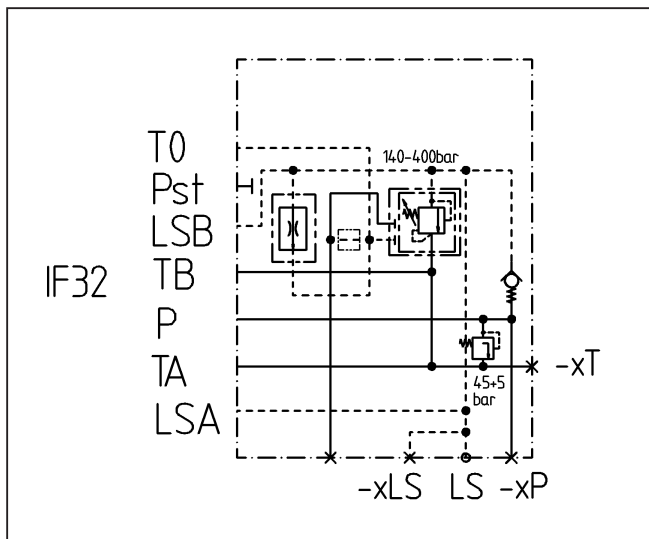 T0
140-400bar
Pst
LSB
TB
IF32
P
TA
-xT
45+5
bar
LSA
-xLS LS -xP